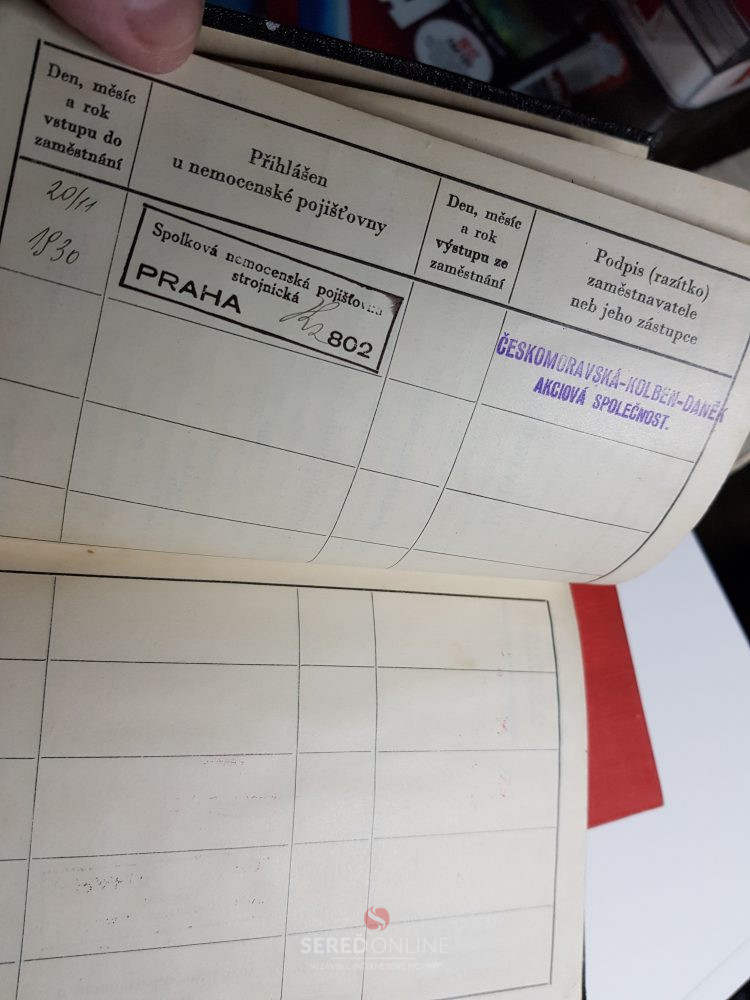 Den, měsíc
a rok
vstupu do
zaměstnání
Přihlášen
u nemocenské pojišťovny
Den, měsíc
a rok
výstupu ze
zaměstnání
Podpis (razítko)
zaměstnavatele
neb jeho zástupce
20/11
1930
Spolková nemocenská pojišťovna
strojnická
PRAHA 802
ČESKOMORAVSKÁ-KOLBEN-DANĚK
AKCIOVÁ SPOLEČNOST.
SEREĎONLINE